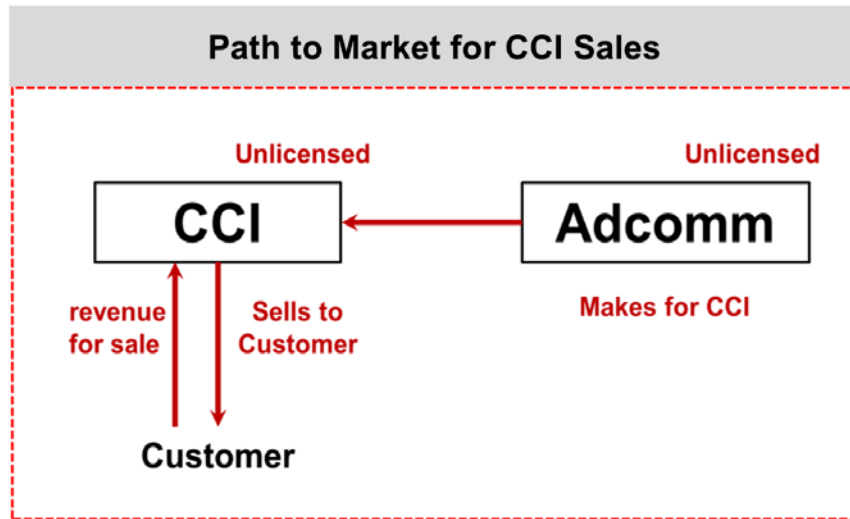 Path to Market for CCI Sales
Unlicensed
Unlicensed
CCI
Adcomm
revenue
for sale
Sells to
Customer
Makes for CCI
Customer